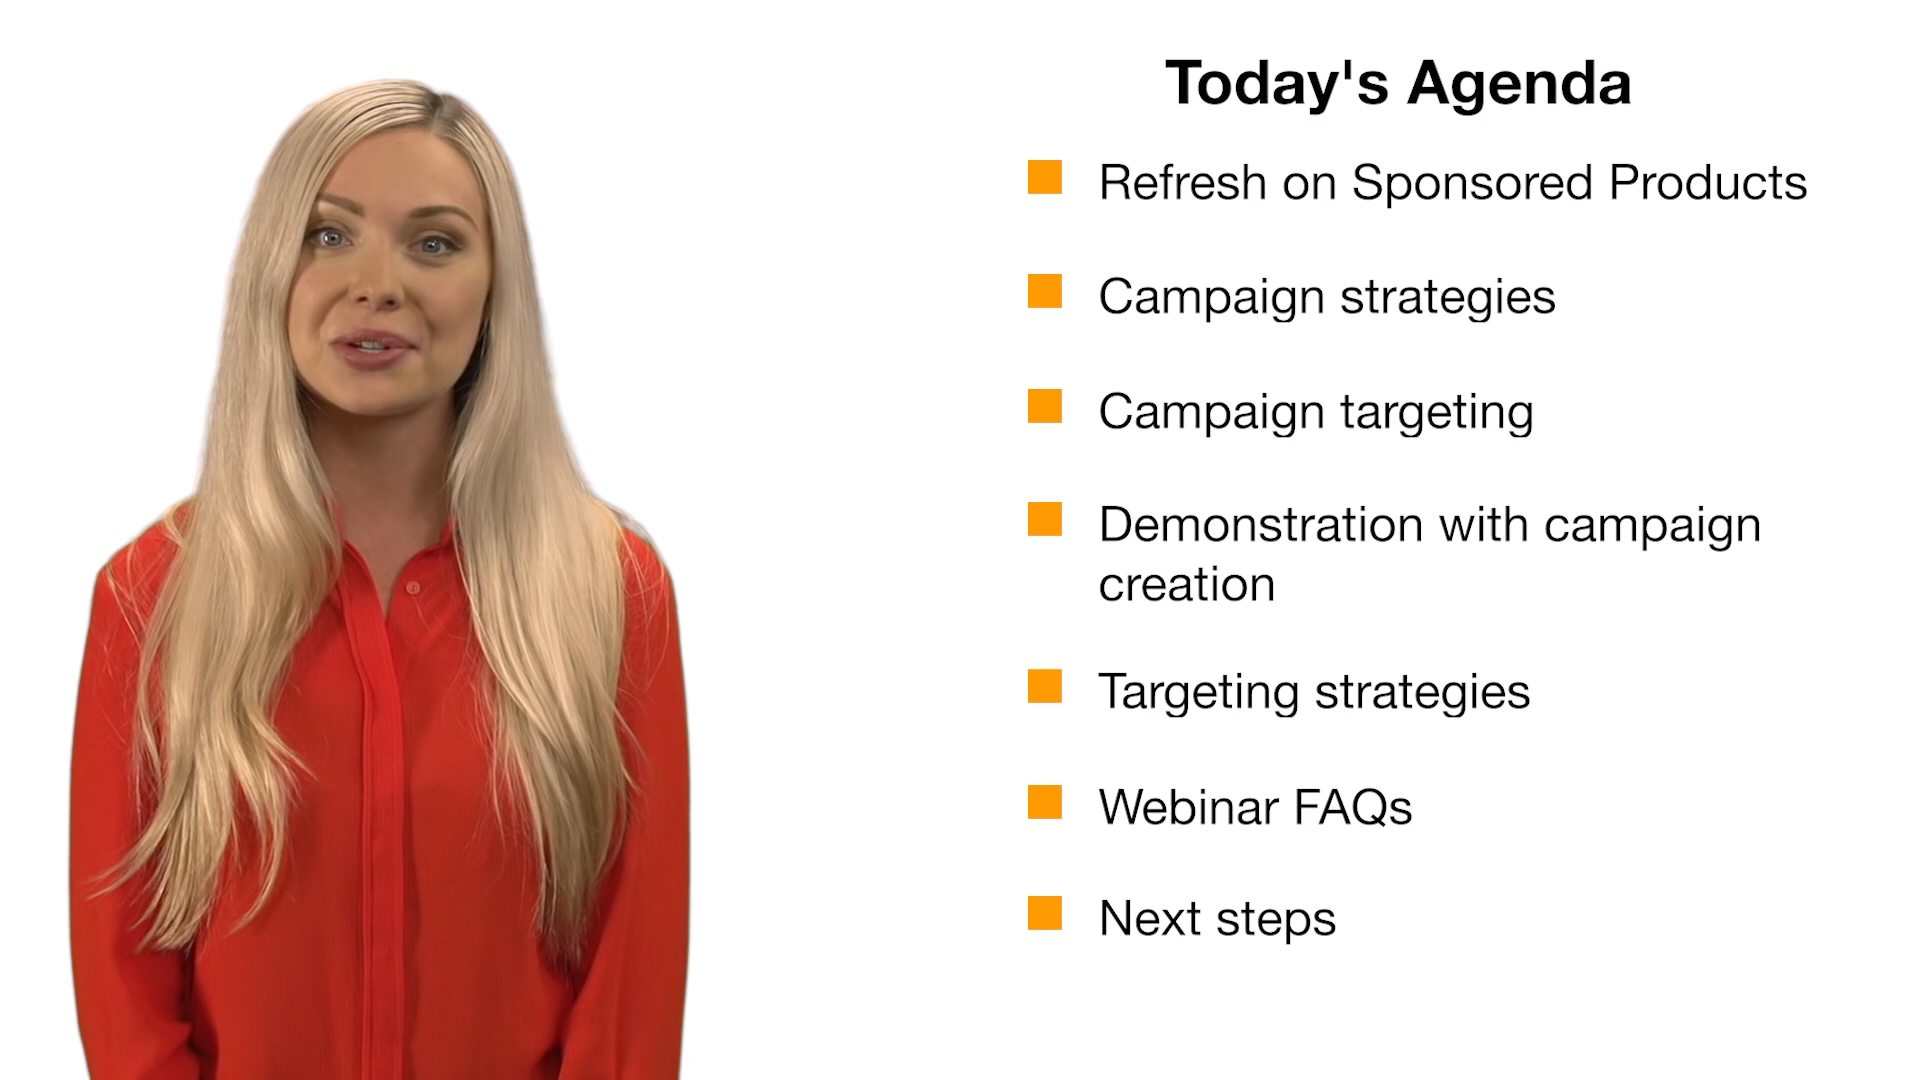 Today's Agenda
Refresh on Sponsored Products
Campaign strategies
Campaign targeting
Demonstration with campaign
creation
Targeting strategies
Webinar FAQs
Next steps